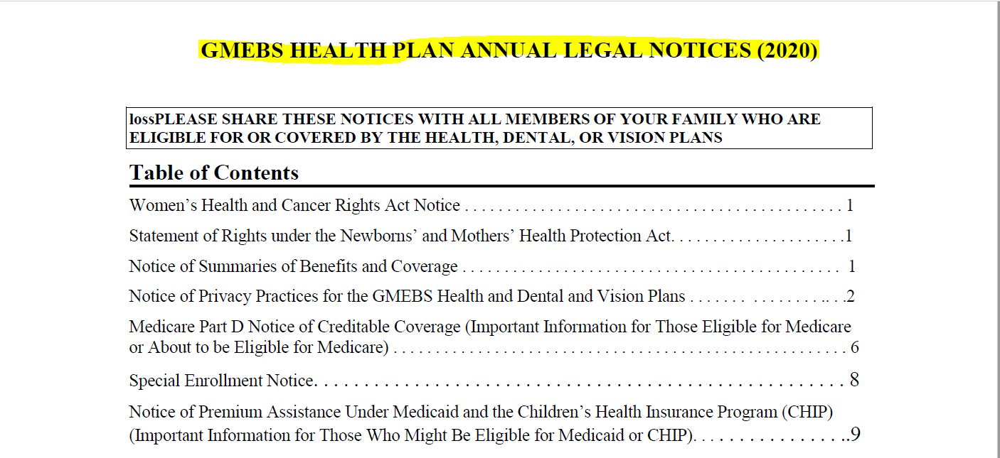 GMEBS HEALTH PLAN ANNUAL LEGAL NOTICES (2020)
lossPLEASE SHARE THESE NOTICES WITH ALL MEMBERS OF YOUR FAMILY WHO ARE
ELIGIBLE FOR OR COVERED BY THE HEALTH, DENTAL, OR VISION PLANS
Table of Contents
Women’s Health and Cancer Rights Act Notice . . . . . . . . . . . . . . . . . . . . . . . . . . . . . . . . . . . . . . . . . . . . . 1
Statement of Rights under the Newborns’ and Mothers’ Health Protection Act. . . . . . . . . . . . . . . . . . . . .1
Notice of Summaries of Benefits and Coverage . . . . . . . . . . . . . . . . . . . . . . . . . . . . . . . . . . . . . . . . . . . . . 1
Notice of Privacy Practices for the GMEBS Health and Dental and Vision Plans . . . . . . . . . . . . . . . .. . .2
Medicare Part D Notice of Creditable Coverage (Important Information for Those Eligible for Medicare
or About to be Eligible for Medicare) . . . . . . . . . . . . . . . . . . . . . . . . . . . . . . . . . . . . . . . . . . . . . . . . . . . . . . 6
Special Enrollment Notice. . . . . . . . . . . . . . . . . . . . . . . . . . . . . . . . . . . . . . . . . . . . . . . . . . . . . 8
Notice of Premium Assistance Under Medicaid and the Children’s Health Insurance Program (CHIP)
(Important Information for Those Who Might Be Eligible for Medicaid or CHIP). . . . . . . . . . . . . . . ..9